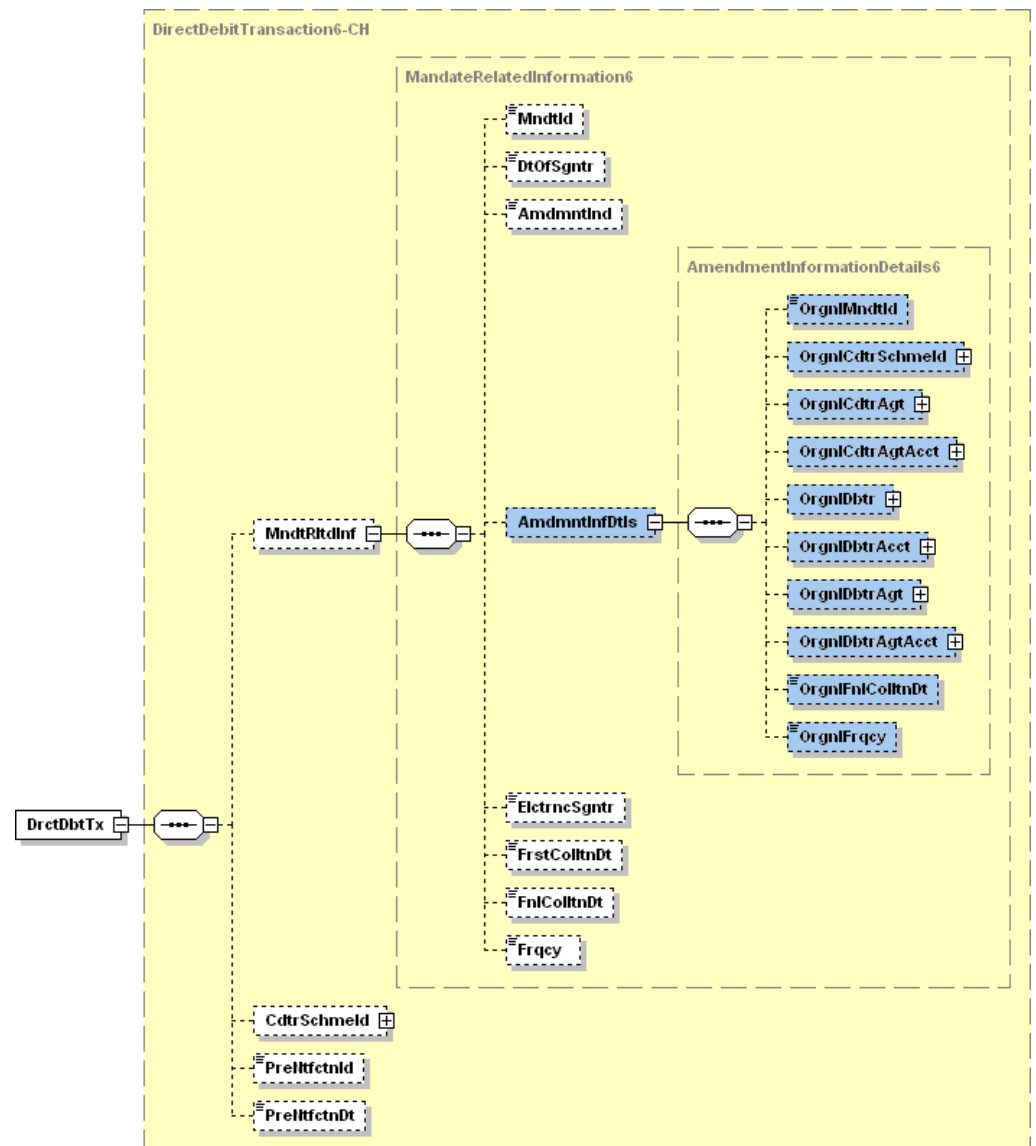 DirectDebitTransaction6-CH
MandateRelatedInformation6
MndtId
DtOfSgntr
AmdmntInd
AmendmentInformationDetails6
OrgnlMndtId
OrgnlCdtrSchmeId
OrgnlCdtrAgt
OrgnlCdtrAgtAcct
OrgnlDbtr
MndtRltdInf
AmdmntInfDtls
OrgnlDbtrAcct
OrgnlDbtrAgt
OrgnlDbtrAgtAcct
OrgnlFnlColltnDt
OrgnlFrqcy
DrctDbtTx
ElctrncSgntr
FrstColltnDt
FnlColltnDt
Frqcy
CdtrSchmeId
PreNtfctnId
PreNtfctnDt